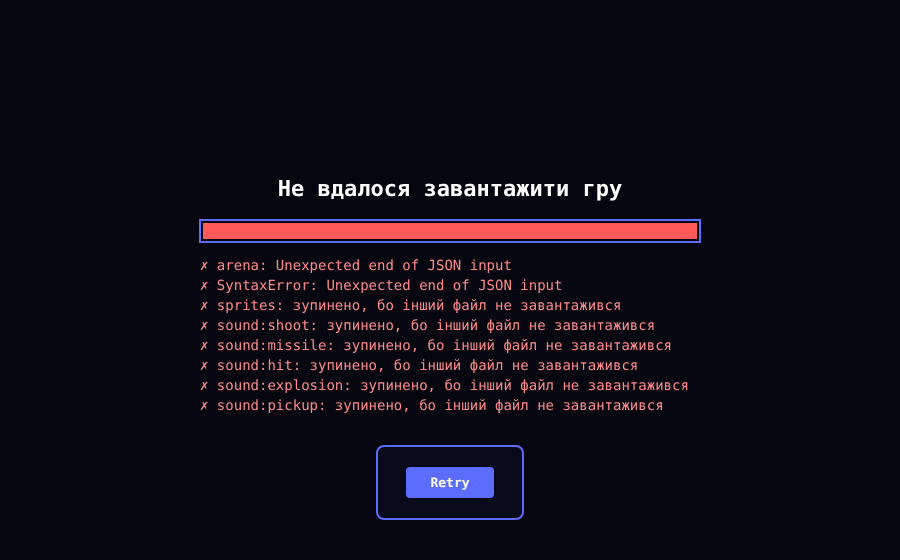 Не вдалося завантажити гру
✗ arena: Unexpected end of JSON input
✗ SyntaxError: Unexpected end of JSON input
✗ sprites: зупинено, бо інший файл не завантажився
✗ sound:shoot: зупинено, бо інший файл не завантажився
✗ sound:missile: зупинено, бо інший файл не завантажився
✗ sound:hit: зупинено, бо інший файл не завантажився
✗ sound:explosion: зупинено, бо інший файл не завантажився
✗ sound:pickup: зупинено, бо інший файл не завантажився
Retry